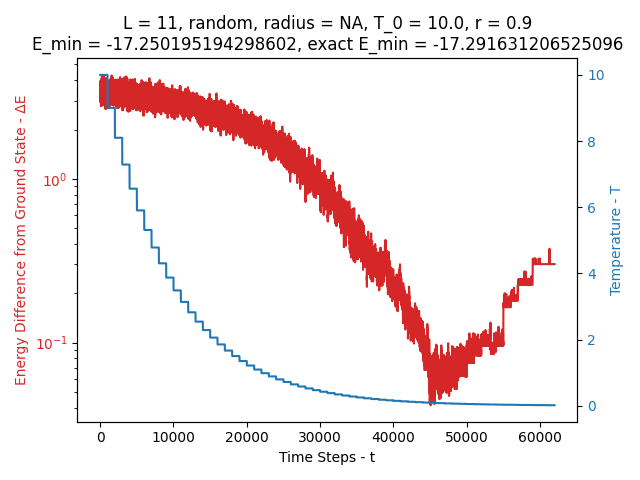 L = 11, random, radius = NA, T_0 = 10.0, r = 0.9
E_min = -17.250195194298602, exact E_min = -17.291631206525096
Energy Difference from Ground State - ΔE
10⁰
10⁻¹
10
8
6
4
2
0
Temperature - T
0 10000 20000 30000 40000 50000 60000
Time Steps - t